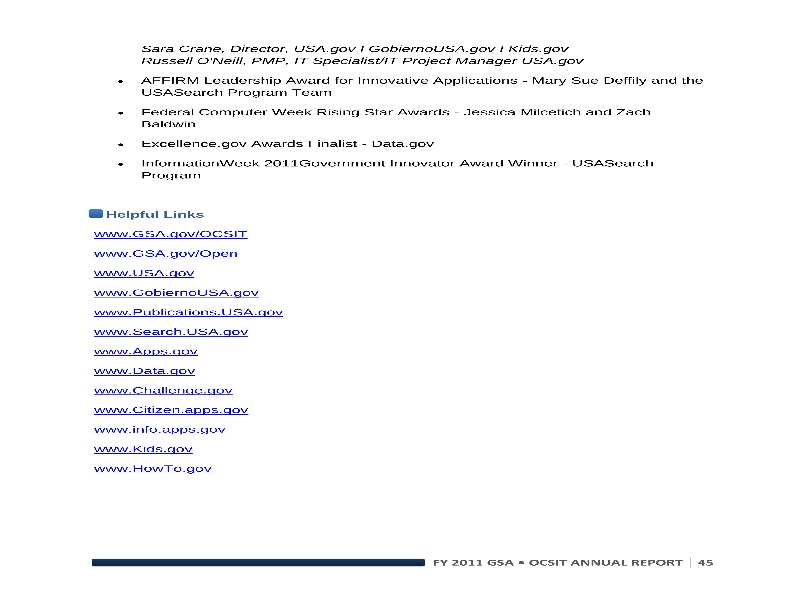 Sara Crane, Director, USA.gov I GobiernoUSA.gov I Kids.gov
Russell O'Neill, PMP, IT Specialist/IT Project Manager USA.gov
• AFFIRM Leadership Award for Innovative Applications - Mary Sue Deffily and the
USASearch Program Team
• Federal Computer Week Rising Star Awards - Jessica Milcetich and Zach
Baldwin
• Excellence.gov Awards Finalist - Data.gov
• InformationWeek 2011Government Innovator Award Winner - USASearch
Program
Helpful Links
www.GSA.gov/OCSIT
www.GSA.gov/Open
www.USA.gov
www.GobiernoUSA.gov
www.Publications.USA.gov
www.Search.USA.gov
www.Apps.gov
www.Data.gov
www.Challenge.gov
www.Citizen.apps.gov
www.info.apps.gov
www.Kids.gov
www.HowTo.gov
FY 2011 GSA • OCSIT ANNUAL REPORT | 45